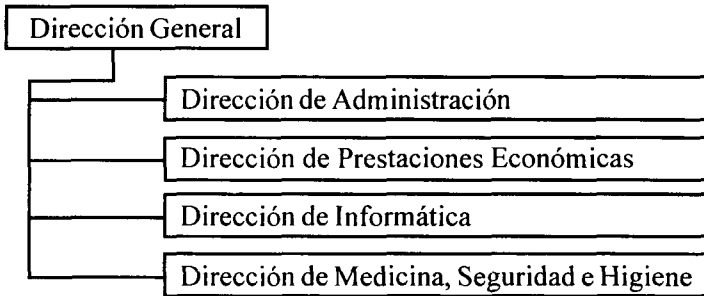 Dirección General
Dirección de Administración
Dirección de Prestaciones Económicas
Dirección de Informática
Dirección de Medicina, Seguridad e Higiene